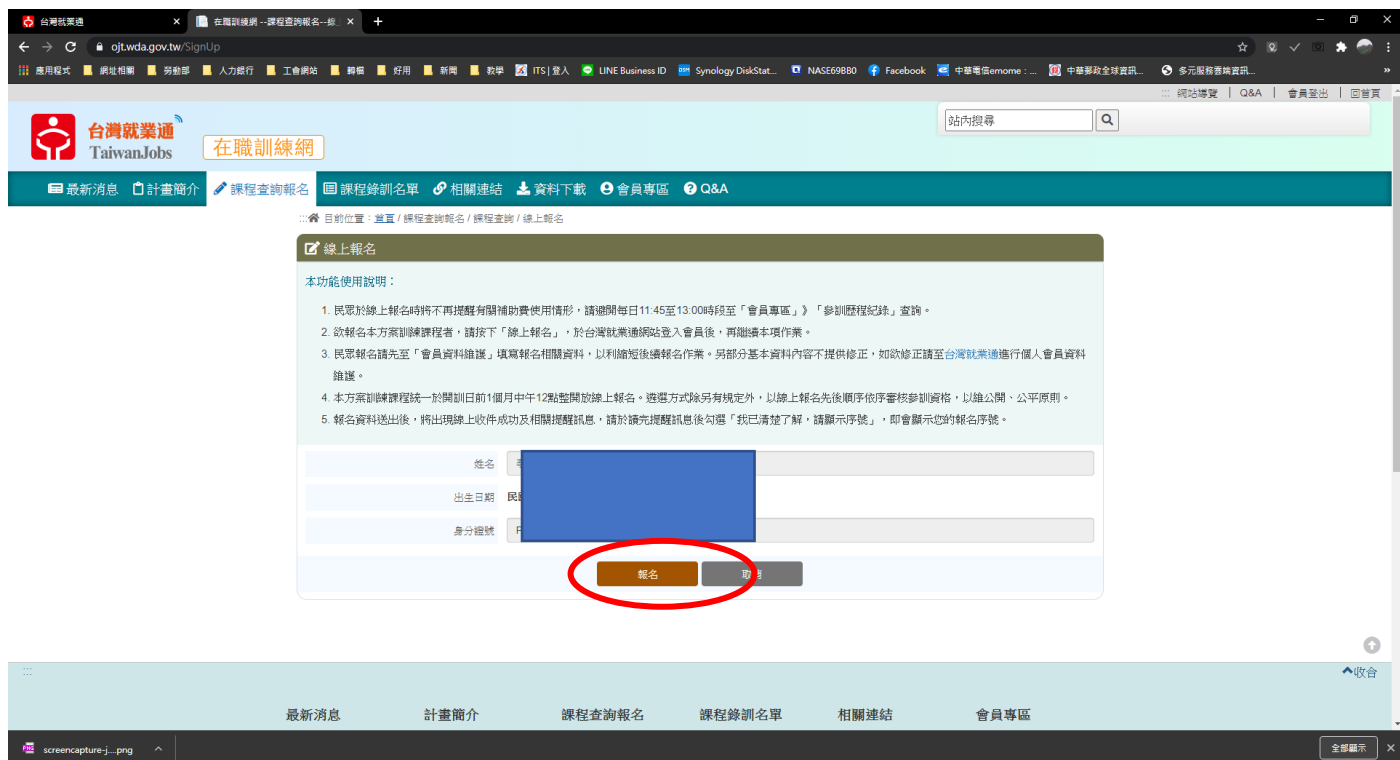 台灣就業通
在職訓練網 --課程查詢報名--線上
ojt.wda.gov.tw/SignUp
應用程式 網址相關 勞動部 人力銀行 工會網站 歸檔 好用 新聞 教學 ITS | 登入 LINE Business ID Synology DiskStat... NASE69BB0 Facebook 中華電信emome : ... 中華郵政全球資訊... 多元服務雲端資訊... »
::: 網站導覽 | Q&A | 會員登出 | 回首頁
站內搜尋
台灣就業通
TaiwanJobs
在職訓練網
最新消息 計畫簡介 課程查詢報名 課程錄訓名單 相關連結 資料下載 會員專區 Q&A
::: 目前位置：首頁 / 課程查詢報名 / 課程查詢 / 線上報名
線上報名
本功能使用說明：
1. 民眾於線上報名時將不再提醒有關補助費使用情形，請避開每日11:45至13:00時段至「會員專區」》「參訓歷程紀錄」查詢。
2. 欲報名本方案訓練課程者，請按下「線上報名」，於台灣就業通網站登入會員後，再繼續本項作業。
3. 民眾報名請先至「會員資料維護」填寫報名相關資料，以利縮短後續報名作業。另部分基本資料內容不提供修正，如欲修正請至台灣就業通進行個人會員資料
維護。
4. 本方案訓練課程統一於開訓日前1個月中午12點整開放線上報名。遴選方式除另有規定外，以線上報名先後順序依序審核參訓資格，以維公開、公平原則。
5. 報名資料送出後，將出現線上收件成功及相關提醒訊息，請於讀完提醒訊息後勾選「我已清楚了解，請顯示序號」，即會顯示您的報名序號。
姓名
出生日期 民
身分證號
報名 取消
::: 收合
最新消息 計畫簡介 課程查詢報名 課程錄訓名單 相關連結 會員專區
screencapture-j....png 全部顯示